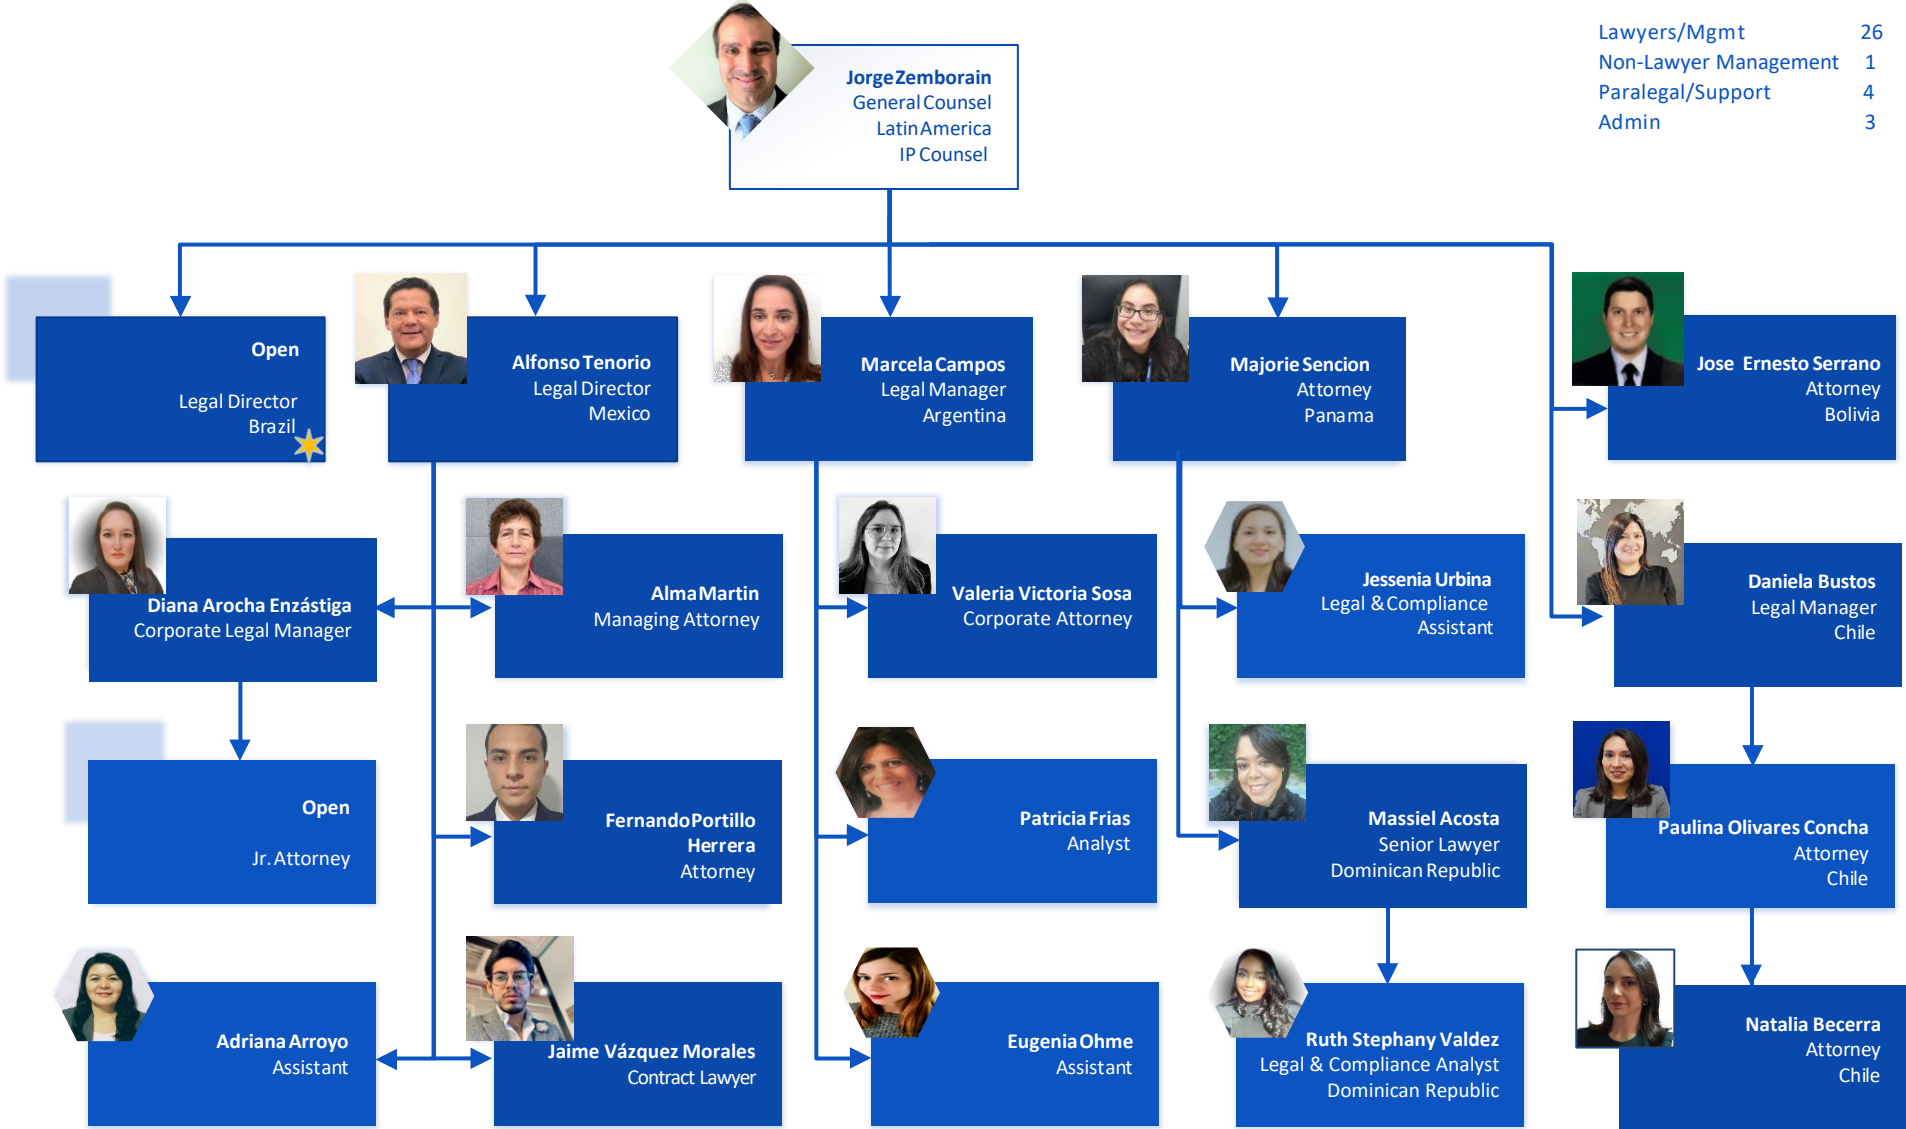 Jorge Zemborain
General Counsel
Latin America
IP Counsel
Lawyers/Mgmt 26
Non-Lawyer Management 1
Paralegal/Support 4
Admin 3
Open
Legal Director
Brazil
Alfonso Tenorio
Legal Director
Mexico
Marcela Campos
Legal Manager
Argentina
Majorie Sencion
Attorney
Panama
Jose Ernesto Serrano
Attorney
Bolivia
Diana Arocha Enzástiga
Corporate Legal Manager
Alma Martin
Managing Attorney
Valeria Victoria Sosa
Corporate Attorney
Jessenia Urbina
Legal & Compliance
Assistant
Daniela Bustos
Legal Manager
Chile
Open
Jr. Attorney
Fernando Portillo
Herrera
Attorney
Patricia Frias
Analyst
Massiel Acosta
Senior Lawyer
Dominican Republic
Paulina Olivares Concha
Attorney
Chile
Adriana Arroyo
Assistant
Jaime Vázquez Morales
Contract Lawyer
Eugenia Ohme
Assistant
Ruth Stephany Valdez
Legal & Compliance Analyst
Dominican Republic
Natalia Becerra
Attorney
Chile